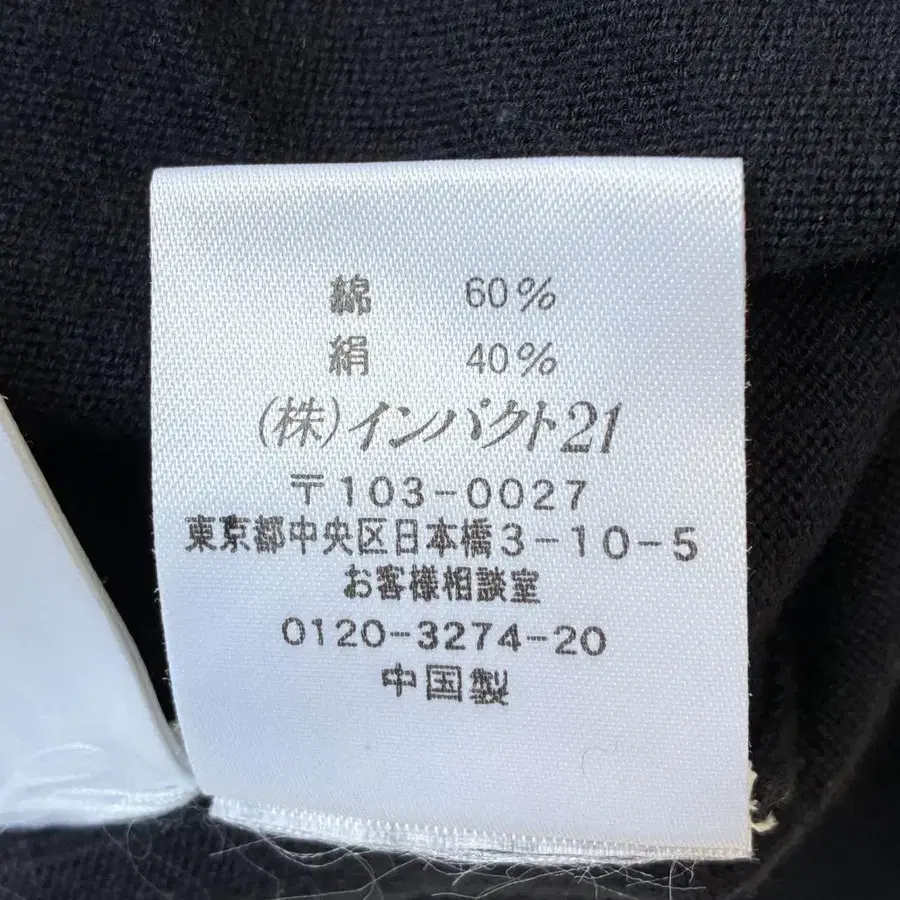 綿 60%
絹 40%
(株)インパクト21
〒103-0027
東京都中央区日本橋3-10-5
お客様相談室
0120-3274-20
中国製